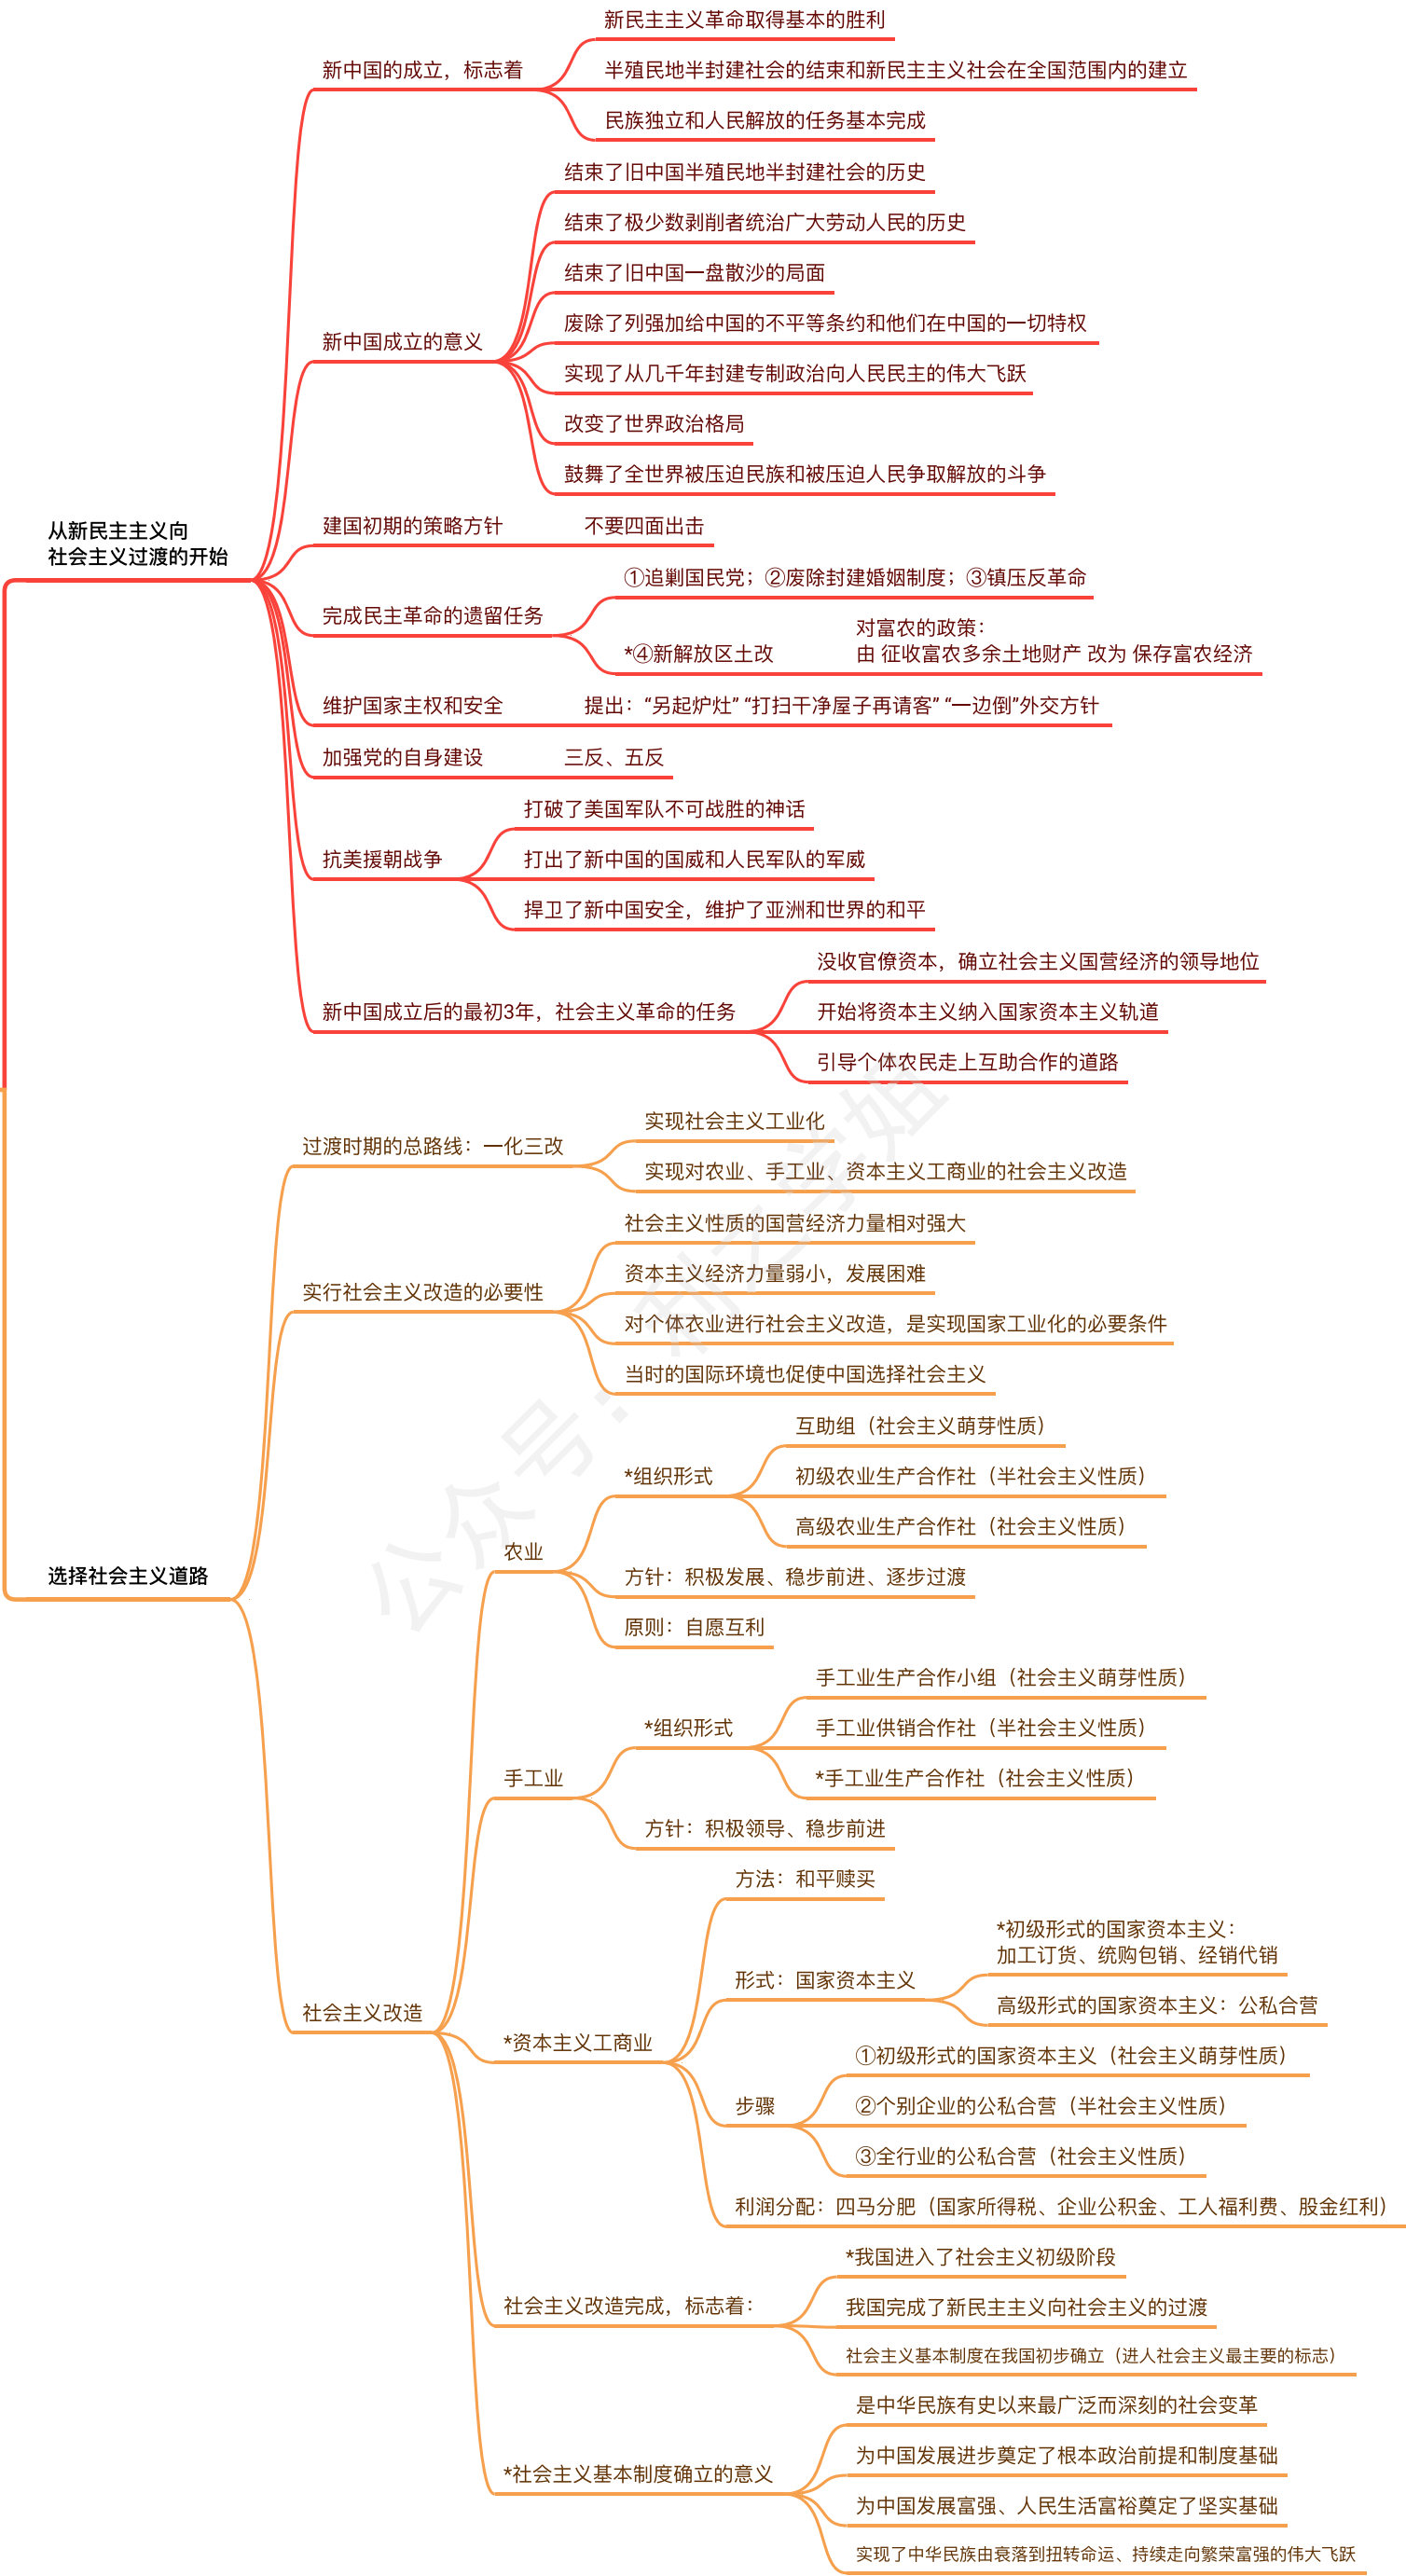 新民主主义革命取得基本的胜利
新中国的成立，标志着
半殖民地半封建社会的结束和新民主主义社会在全国范围内的建立
民族独立和人民解放的任务基本完成
结束了旧中国半殖民地半封建社会的历史
结束了极少数剥削者统治广大劳动人民的历史
结束了旧中国一盘散沙的局面
新中国成立的意义
废除了列强加给中国的不平等条约和他们在中国的一切特权
实现了从几千年封建专制政治向人民民主的伟大飞跃
改变了世界政治格局
鼓舞了全世界被压迫民族和被压迫人民争取解放的斗争
从新民主主义向
社会主义过渡的开始
建国初期的策略方针
不要四面出击
①追剿国民党；②废除封建婚姻制度；③镇压反革命
完成民主革命的遗留任务
*④新解放区土改
对富农的政策：
由 征收富农多余土地财产 改为 保存富农经济
维护国家主权和安全
提出：“另起炉灶” “打扫干净屋子再请客” “一边倒”外交方针
加强党的自身建设
三反、五反
打破了美国军队不可战胜的神话
抗美援朝战争
打出了新中国的国威和人民军队的军威
捍卫了新中国安全，维护了亚洲和世界的和平
没收官僚资本，确立社会主义国营经济的领导地位
新中国成立后的最初3年，社会主义革命的任务
开始将资本主义纳入国家资本主义轨道
引导个体农民走上互助合作的道路
实现社会主义工业化
过渡时期的总路线：一化三改
实现对农业、手工业、资本主义工商业的社会主义改造
社会主义性质的国营经济力量相对强大
资本主义经济力量弱小，发展困难
实行社会主义改造的必要性
对个体衣业进行社会主义改造，是实现国家工业化的必要条件
当时的国际环境也促使中国选择社会主义
互助组（社会主义萌芽性质）
*组织形式
初级农业生产合作社（半社会主义性质）
高级农业生产合作社（社会主义性质）
农业
方针：积极发展、稳步前进、逐步过渡
原则：自愿互利
选择社会主义道路
手工业生产合作小组（社会主义萌芽性质）
*组织形式
手工业供销合作社（半社会主义性质）
*手工业生产合作社（社会主义性质）
手工业
方针：积极领导、稳步前进
方法：和平赎买
*初级形式的国家资本主义：
加工订货、统购包销、经销代销
形式：国家资本主义
高级形式的国家资本主义：公私合营
社会主义改造
*资本主义工商业
①初级形式的国家资本主义（社会主义萌芽性质）
步骤
②个别企业的公私合营（半社会主义性质）
③全行业的公私合营（社会主义性质）
利润分配：四马分肥（国家所得税、企业公积金、工人福利费、股金红利）
*我国进入了社会主义初级阶段
社会主义改造完成，标志着：
我国完成了新民主主义向社会主义的过渡
社会主义基本制度在我国初步确立（进人社会主义最主要的标志）
是中华民族有史以来最广泛而深刻的社会变革
为中国发展进步奠定了根本政治前提和制度基础
*社会主义基本制度确立的意义
为中国发展富强、人民生活富裕奠定了坚实基础
实现了中华民族由衰落到扭转命运、持续走向繁荣富强的伟大飞跃
公众号：利之学姐